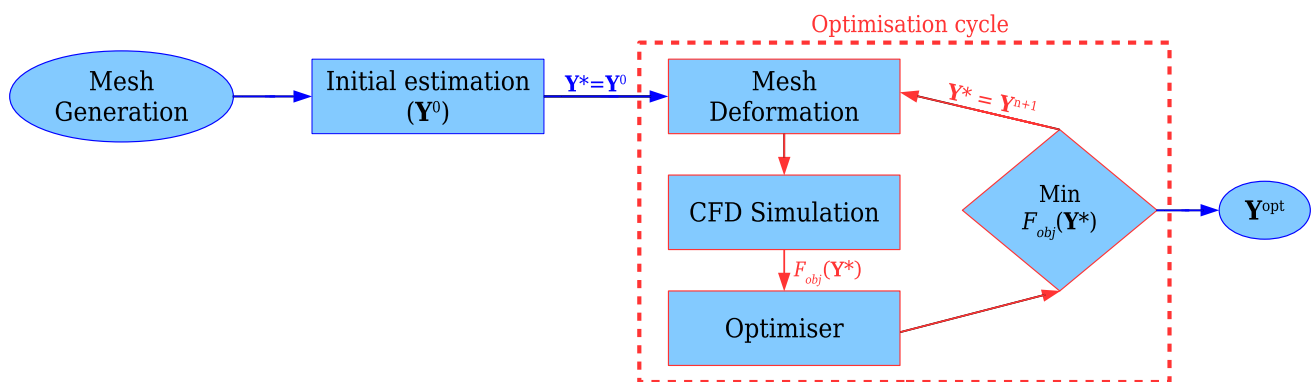 Optimisation cycle
Mesh
Generation
Initial estimation
(Y⁰)
Y*=Y⁰
Mesh
Deformation
Y* = Yⁿ⁺¹
CFD Simulation
F_obj(Y*)
Optimiser
Min
F_obj(Y*)
Y^opt